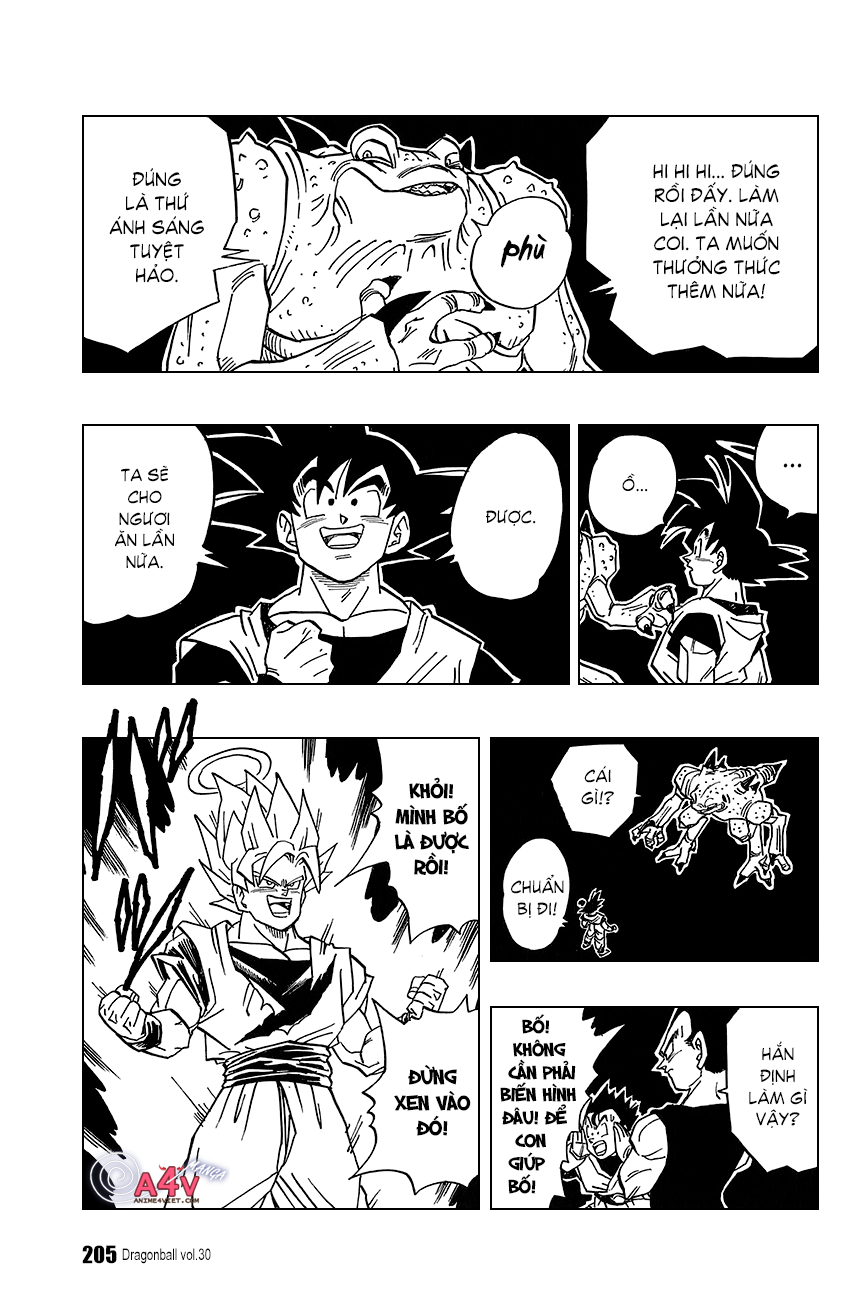 HI HI HI... ĐÚNG
RỒI ĐẤY. LÀM
LẠI LẦN NỮA
COI. TA MUỐN
THƯỞNG THỨC
THÊM NỮA!
phù
ĐÚNG
LÀ THỨ
ÁNH SÁNG
TUYỆT
HẢO.
...
Ồ...
ĐƯỢC.
TA SẼ
CHO
NGƯƠI
ĂN LẦN
NỮA.
CÁI
GÌ!?
CHUẨN
BỊ ĐI!
HẮN
ĐỊNH
LÀM GÌ
VẬY?
BỐ!
KHÔNG
CẦN PHẢI
BIẾN HÌNH
ĐÂU! ĐỂ
CON
GIÚP
BỐ!
KHỎI!
MÌNH BỐ
LÀ ĐƯỢC
RỒI!
ĐỪNG
XEN VÀO
ĐÓ!
A4V MANGA
ANIME4VIET.COM
205 Dragonball vol.30